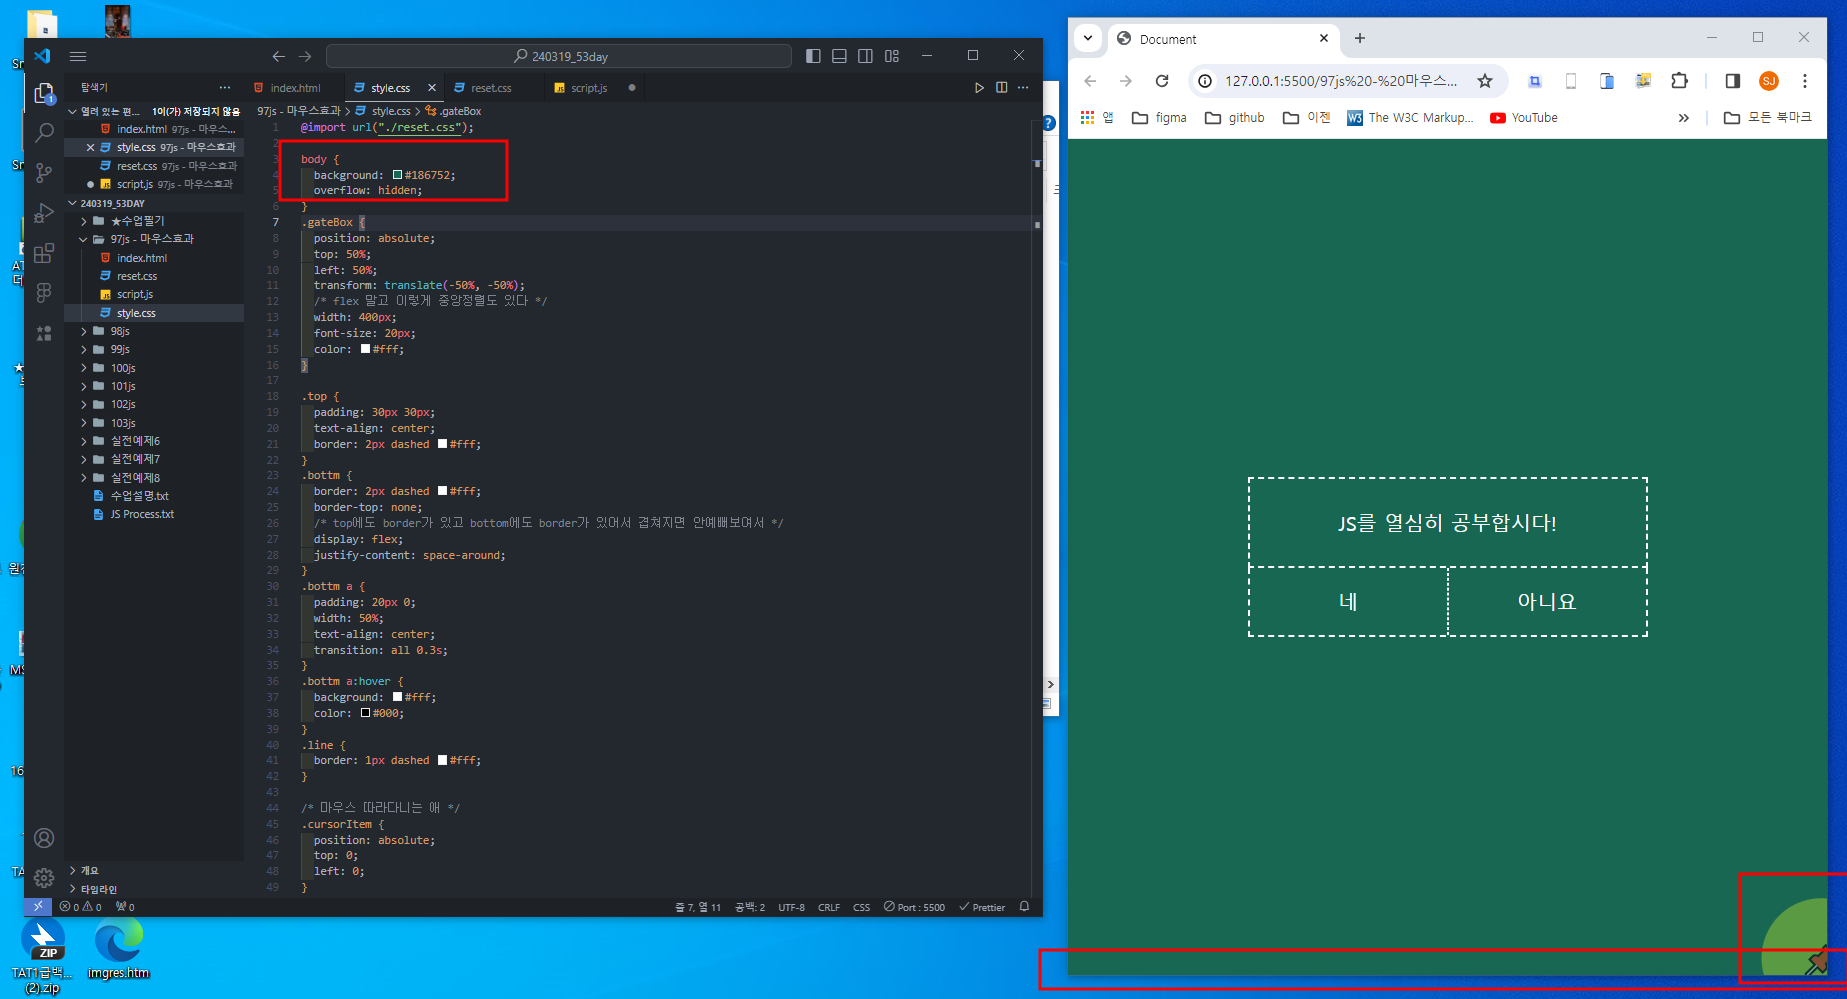 240319_53day
탐색기
열려 있는 편... 1이(가) 저장되지 않음
index.html 97js - 마우스...
style.css 97js - 마우스효과
reset.css 97js - 마우스효과
script.js 97js - 마우스효과
240319_53DAY
★수업필기
97js - 마우스효과
index.html
reset.css
script.js
style.css
98js
99js
100js
101js
102js
103js
실전예제6
실전예제7
실전예제8
수업설명.txt
JS Process.txt
개요
타임라인
index.html style.css reset.css script.js
97js - 마우스효과 > style.css > .gateBox
1 @import url("./reset.css");
2
3 body {
4 background: #186752;
5 overflow: hidden;
6 }
7 .gateBox {
8 position: absolute;
9 top: 50%;
10 left: 50%;
11 transform: translate(-50%, -50%);
12 /* flex 말고 이렇게 중앙정렬도 있다 */
13 width: 400px;
14 font-size: 20px;
15 color: #fff;
16 }
17
18 .top {
19 padding: 30px 30px;
20 text-align: center;
21 border: 2px dashed #fff;
22 }
23 .bottm {
24 border: 2px dashed #fff;
25 border-top: none;
26 /* top에도 border가 있고 bottom에도 border가 있어서 겹쳐지면 안예뻐보여서 */
27 display: flex;
28 justify-content: space-around;
29 }
30 .bottm a {
31 padding: 20px 0;
32 width: 50%;
33 text-align: center;
34 transition: all 0.3s;
35 }
36 .bottm a:hover {
37 background: #fff;
38 color: #000;
39 }
40 .line {
41 border: 1px dashed #fff;
42 }
43
44 /* 마우스 따라다니는 애 */
45 .cursorItem {
46 position: absolute;
47 top: 0;
48 left: 0;
49 }
0 0 0 줄 7, 열 11 공백: 2 UTF-8 CRLF CSS Port : 5500 Prettier
ZIP
TAT1급백...
(2).zip
imgres.htm
Document
127.0.0.1:5500/97js%20-%20마우스...
SJ
앱 figma github 이젠 The W3C Markup... YouTube » 모든 북마크
JS를 열심히 공부합시다!
네 아니요